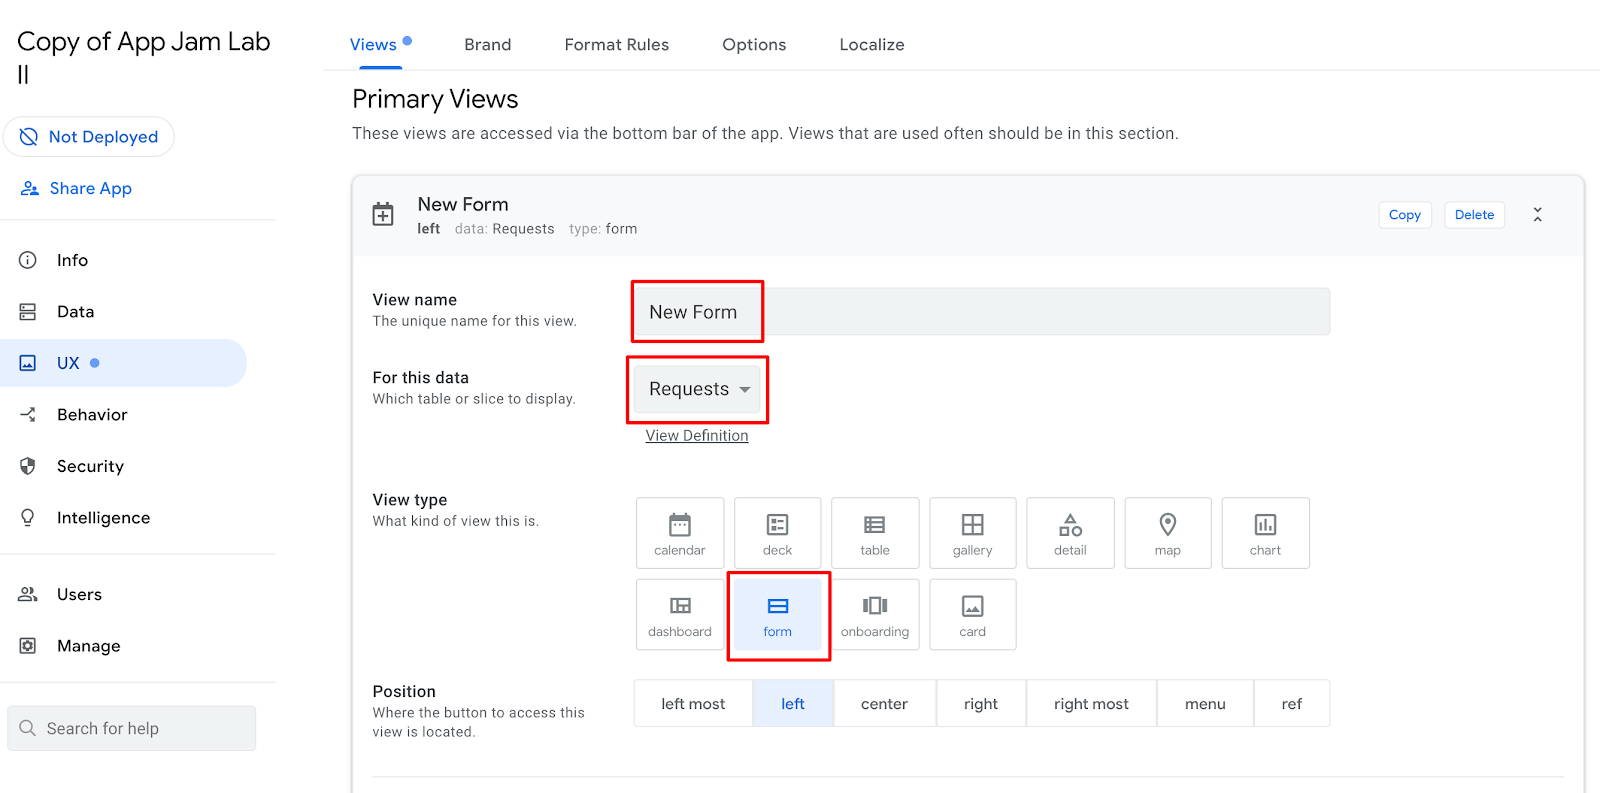 Copy of App Jam Lab
II
Not Deployed
Share App
Info
Data
UX
Behavior
Security
Intelligence
Users
Manage
Search for help
Views
Brand
Format Rules
Options
Localize
Primary Views
These views are accessed via the bottom bar of the app. Views that are used often should be in this section.
New Form
left data: Requests type: form
Copy
Delete
View name
The unique name for this view.
New Form
For this data
Which table or slice to display.
Requests
View Definition
View type
What kind of view this is.
calendar
deck
table
gallery
detail
map
chart
dashboard
form
onboarding
card
Position
Where the button to access this
view is located.
left most
left
center
right
right most
menu
ref